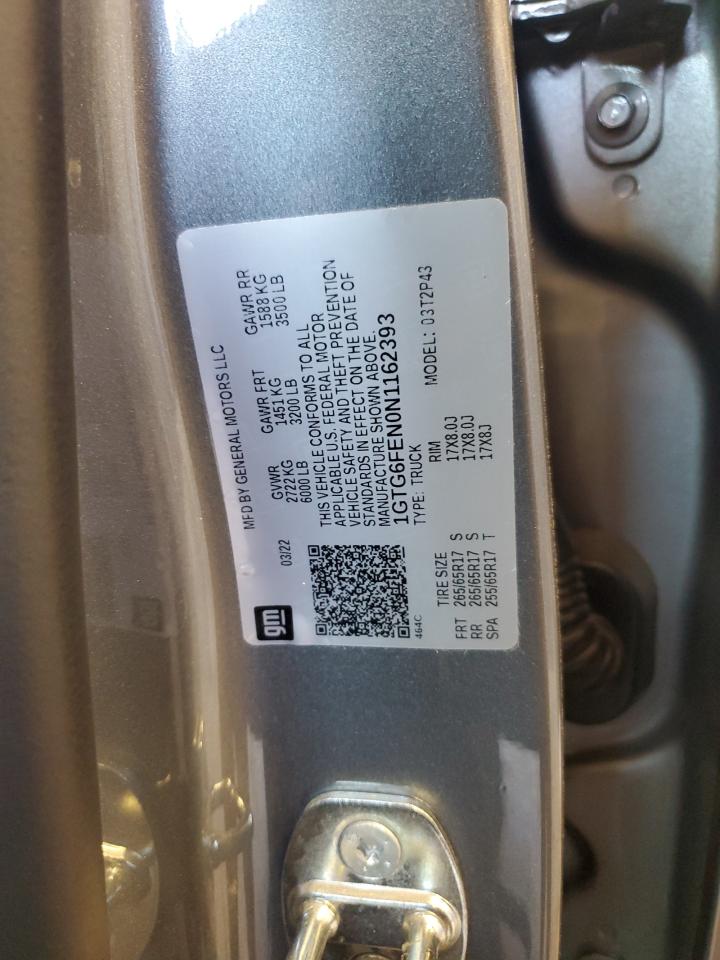 gm
MFD BY GENERAL MOTORS LLC
03/22
GVWR GAWR FRT GAWR RR
2722 KG 1451 KG 1588 KG
6000 LB 3200 LB 3500 LB
THIS VEHICLE CONFORMS TO ALL
APPLICABLE U.S. FEDERAL MOTOR
VEHICLE SAFETY AND THEFT PREVENTION
STANDARDS IN EFFECT ON THE DATE OF
MANUFACTURE SHOWN ABOVE.
1GTG6FEN0N1162393
464C
TYPE: TRUCK MODEL: 03T2P43
TIRE SIZE RIM
FRT 265/65R17 S 17X8.0J
RR 265/65R17 S 17X8.0J
SPA 255/65R17 T 17X8J